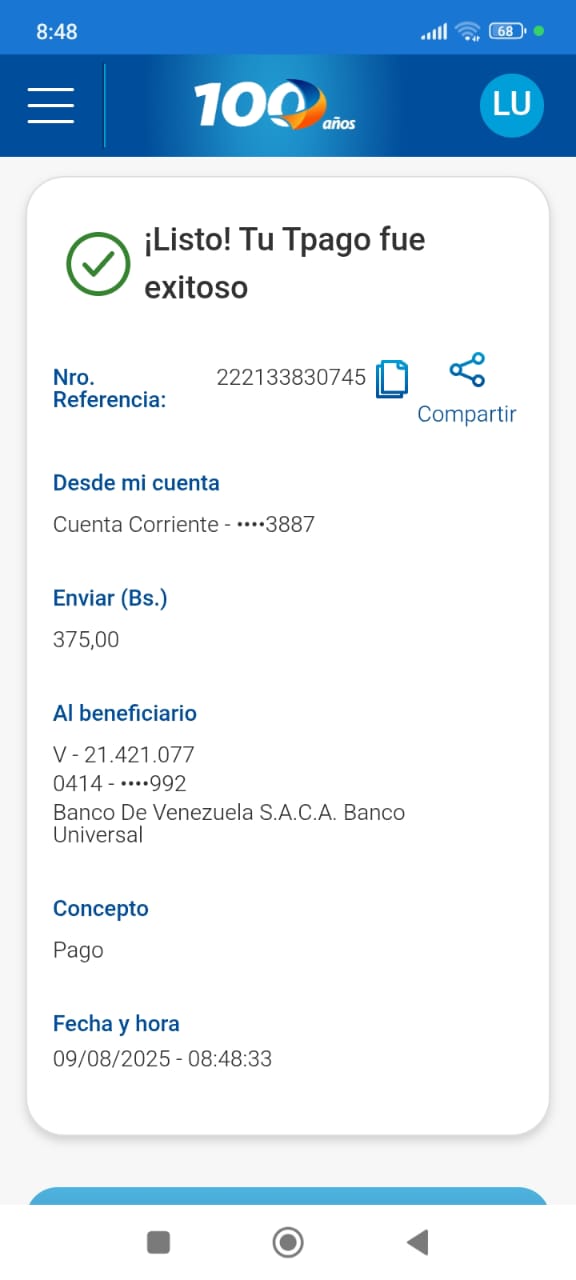 8:48
68
100 años
LU
¡Listo! Tu Tpago fue
exitoso
Nro.
Referencia:
222133830745
Compartir
Desde mi cuenta
Cuenta Corriente - ••••3887
Enviar (Bs.)
375,00
Al beneficiario
V - 21.421.077
0414 - ••••992
Banco De Venezuela S.A.C.A. Banco
Universal
Concepto
Pago
Fecha y hora
09/08/2025 - 08:48:33